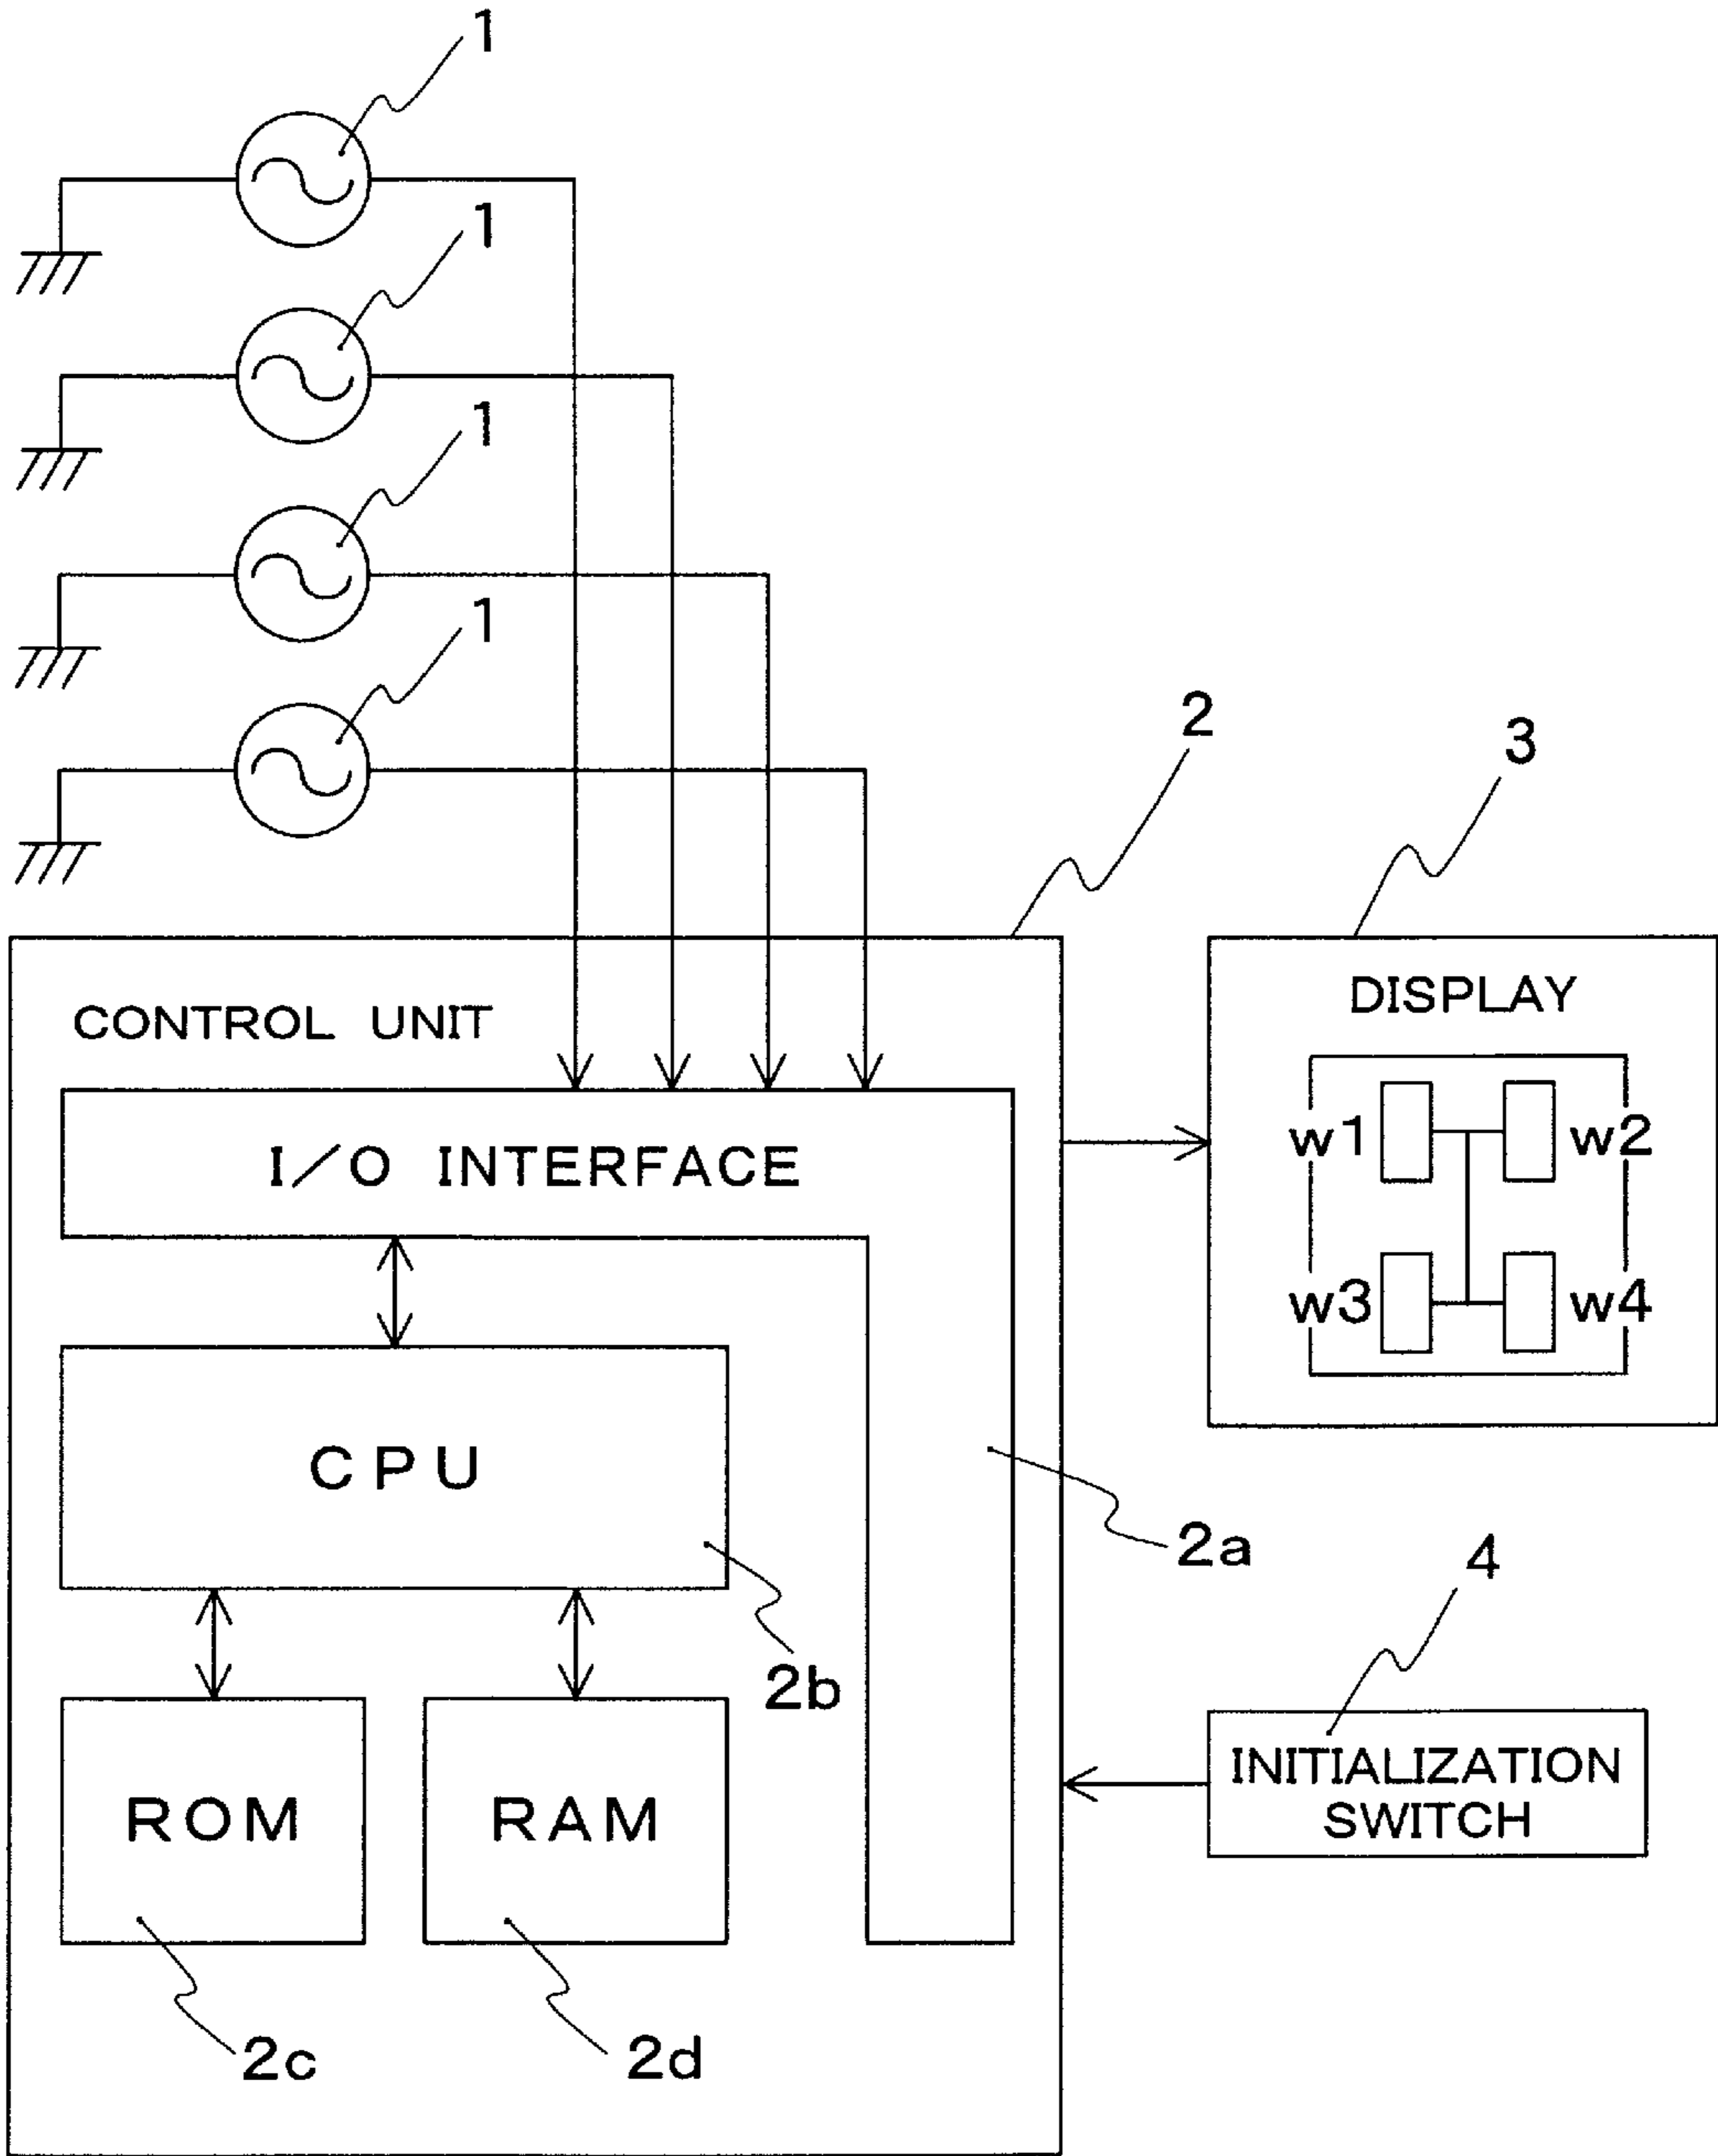 1
1
1
1
2
3
CONTROL UNIT
DISPLAY
I/O INTERFACE
w1
w2
w3
w4
CPU
2a
4
2b
INITIALIZATION
SWITCH
ROM
RAM
2c
2d